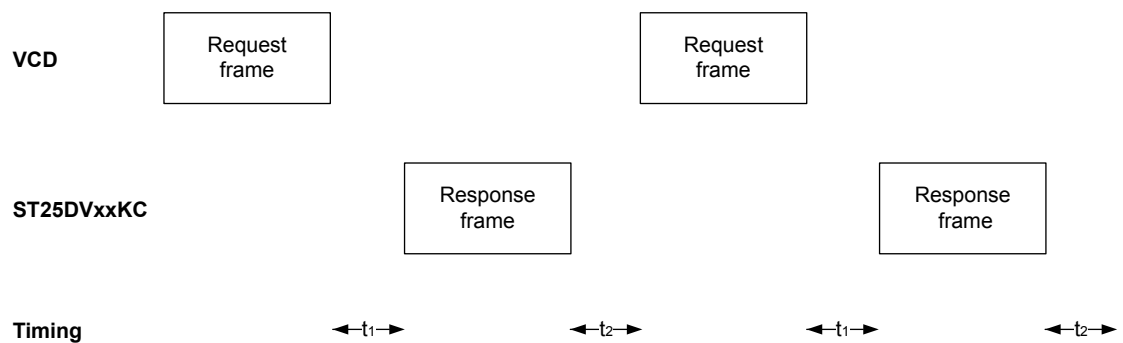 VCD
Request
frame
Request
frame
ST25DVxxKC
Response
frame
Response
frame
Timing
t1
t2
t1
t2